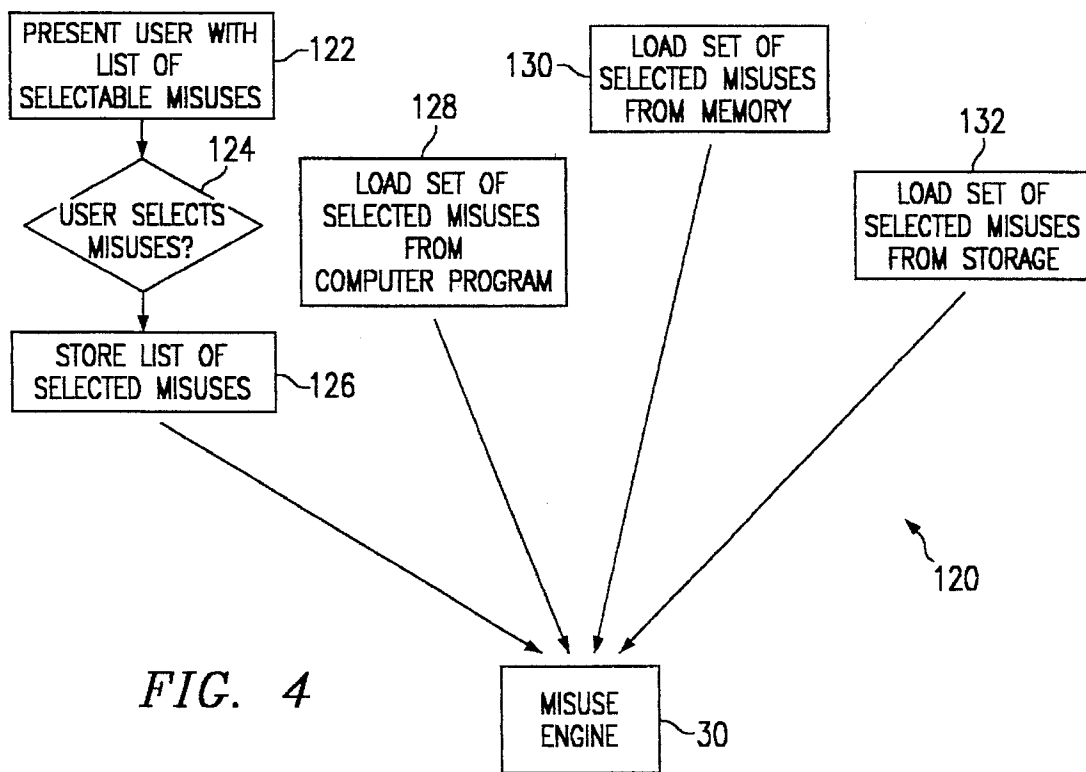 PRESENT USER WITH
LIST OF
SELECTABLE MISUSES
122
124
USER SELECTS
MISUSES?
STORE LIST OF
SELECTED MISUSES
126
128
LOAD SET OF
SELECTED MISUSES
FROM
COMPUTER PROGRAM
130
LOAD SET OF
SELECTED MISUSES
FROM MEMORY
132
LOAD SET OF
SELECTED MISUSES
FROM STORAGE
120
MISUSE
ENGINE
30
FIG. 4